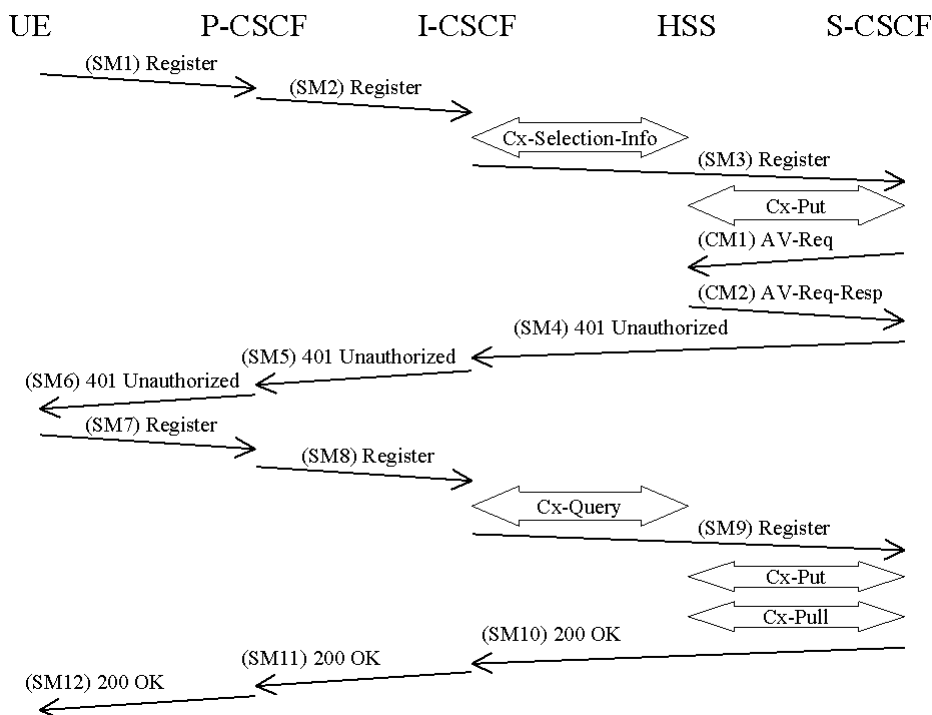 UE P-CSCF I-CSCF HSS S-CSCF
(SM1) Register
(SM2) Register
Cx-Selection-Info
(SM3) Register
Cx-Put
(CM1) AV-Req
(CM2) AV-Req-Resp
(SM4) 401 Unauthorized
(SM5) 401 Unauthorized
(SM6) 401 Unauthorized
(SM7) Register
(SM8) Register
Cx-Query
(SM9) Register
Cx-Put
Cx-Pull
(SM10) 200 OK
(SM11) 200 OK
(SM12) 200 OK